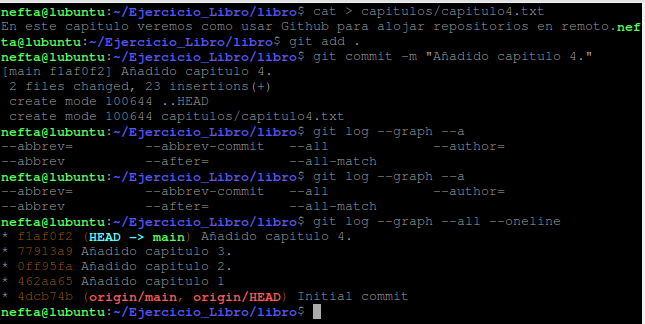 nefta@lubuntu:~/Ejercicio_Libro/libro$ cat > capitulos/capitulo4.txt
En este capitulo veremos como usar Github para alojar repositorios en remoto.nef
ta@lubuntu:~/Ejercicio_Libro/libro$ git add .
nefta@lubuntu:~/Ejercicio_Libro/libro$ git commit -m "Añadido capitulo 4."
[main f1af0f2] Añadido capitulo 4.
2 files changed, 23 insertions(+)
create mode 100644 ..HEAD
create mode 100644 capitulos/capitulo4.txt
nefta@lubuntu:~/Ejercicio_Libro/libro$ git log --graph --a
--abbrev= --abbrev-commit --all --author=
--abbrev --after= --all-match
nefta@lubuntu:~/Ejercicio_Libro/libro$ git log --graph --a
--abbrev= --abbrev-commit --all --author=
--abbrev --after= --all-match
nefta@lubuntu:~/Ejercicio_Libro/libro$ git log --graph --all --oneline
* f1af0f2 (HEAD -> main) Añadido capitulo 4.
* 77913a9 Añadido capitulo 3.
* 0ff95fa Añadido capitulo 2.
* 462aa65 Añadido capitulo 1
* 4dcb74b (origin/main, origin/HEAD) Initial commit
nefta@lubuntu:~/Ejercicio_Libro/libro$